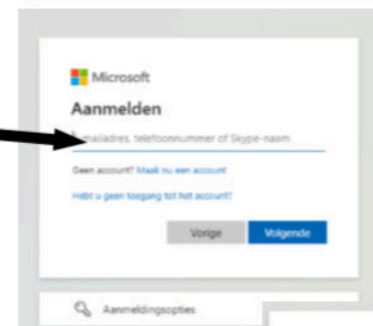 Microsoft
Aanmelden
E-mailadres, telefoonnummer of Skype-naam
Geen account? Maak nu een account
Hebt u geen toegang tot het account?
Vorige
Volgende
Aanmeldingsopties